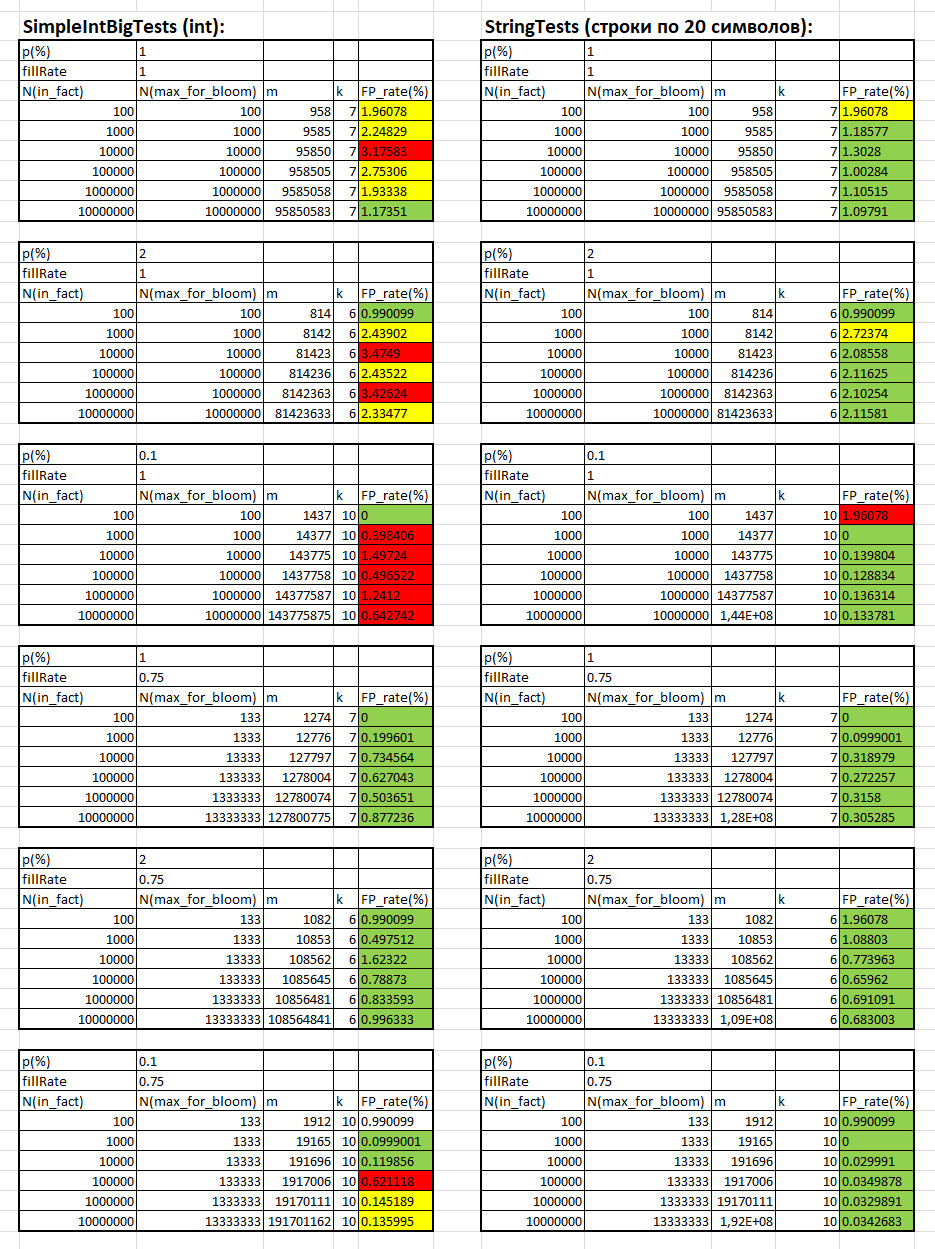 SimpleIntBigTests (int): StringTests (строки по 20 символов):
p(%) 1 p(%) 1
fillRate 1 fillRate 1
N(in_fact) N(max_for_bloom) m k FP_rate(%) N(in_fact) N(max_for_bloom) m k FP_rate(%)
100 100 958 7 1.96078 100 100 958 7 1.96078
1000 1000 9585 7 2.24829 1000 1000 9585 7 1.18577
10000 10000 95850 7 3.17583 10000 10000 95850 7 1.3028
100000 100000 958505 7 2.75306 100000 100000 958505 7 1.00284
1000000 1000000 9585058 7 1.93338 1000000 1000000 9585058 7 1.10515
10000000 10000000 95850583 7 1.17351 10000000 10000000 95850583 7 1.09791
p(%) 2 p(%) 2
fillRate 1 fillRate 1
N(in_fact) N(max_for_bloom) m k FP_rate(%) N(in_fact) N(max_for_bloom) m k FP_rate(%)
100 100 814 6 0.990099 100 100 814 6 0.990099
1000 1000 8142 6 2.43902 1000 1000 8142 6 2.72374
10000 10000 81423 6 3.4749 10000 10000 81423 6 2.08558
100000 100000 814236 6 2.43522 100000 100000 814236 6 2.11625
1000000 1000000 8142363 6 3.42624 1000000 1000000 8142363 6 2.10254
10000000 10000000 81423633 6 2.33477 10000000 10000000 81423633 6 2.11581
p(%) 0.1 p(%) 0.1
fillRate 1 fillRate 1
N(in_fact) N(max_for_bloom) m k FP_rate(%) N(in_fact) N(max_for_bloom) m k FP_rate(%)
100 100 1437 10 0 100 100 1437 10 1.96078
1000 1000 14377 10 0.398406 1000 1000 14377 10 0
10000 10000 143775 10 1.49724 10000 10000 143775 10 0.139804
100000 100000 1437758 10 0.496522 100000 100000 1437758 10 0.128834
1000000 1000000 14377587 10 1.2412 1000000 1000000 14377587 10 0.136314
10000000 10000000 143775875 10 0.642742 10000000 10000000 1,44E+08 10 0.133781
p(%) 1 p(%) 1
fillRate 0.75 fillRate 0.75
N(in_fact) N(max_for_bloom) m k FP_rate(%) N(in_fact) N(max_for_bloom) m k FP_rate(%)
100 133 1274 7 0 100 133 1274 7 0
1000 1333 12776 7 0.199601 1000 1333 12776 7 0.0999001
10000 13333 127797 7 0.734564 10000 13333 127797 7 0.318979
100000 133333 1278004 7 0.627043 100000 133333 1278004 7 0.272257
1000000 1333333 12780074 7 0.503651 1000000 1333333 12780074 7 0.3158
10000000 13333333 127800775 7 0.877236 10000000 13333333 1,28E+08 7 0.305285
p(%) 2 p(%) 2
fillRate 0.75 fillRate 0.75
N(in_fact) N(max_for_bloom) m k FP_rate(%) N(in_fact) N(max_for_bloom) m k FP_rate(%)
100 133 1082 6 0.990099 100 133 1082 6 1.96078
1000 1333 10853 6 0.497512 1000 1333 10853 6 1.08803
10000 13333 108562 6 1.62322 10000 13333 108562 6 0.773963
100000 133333 1085645 6 0.78873 100000 133333 1085645 6 0.65962
1000000 1333333 10856481 6 0.833593 1000000 1333333 10856481 6 0.691091
10000000 13333333 108564841 6 0.996333 10000000 13333333 1,09E+08 6 0.683003
p(%) 0.1 p(%) 0.1
fillRate 0.75 fillRate 0.75
N(in_fact) N(max_for_bloom) m k FP_rate(%) N(in_fact) N(max_for_bloom) m k FP_rate(%)
100 133 1912 10 0.990099 100 133 1912 10 0.990099
1000 1333 19165 10 0.0999001 1000 1333 19165 10 0
10000 13333 191696 10 0.119856 10000 13333 191696 10 0.029991
100000 133333 1917006 10 0.621118 100000 133333 1917006 10 0.0349878
1000000 1333333 19170111 10 0.145189 1000000 1333333 19170111 10 0.0329891
10000000 13333333 191701162 10 0.135995 10000000 13333333 1,92E+08 10 0.0342683